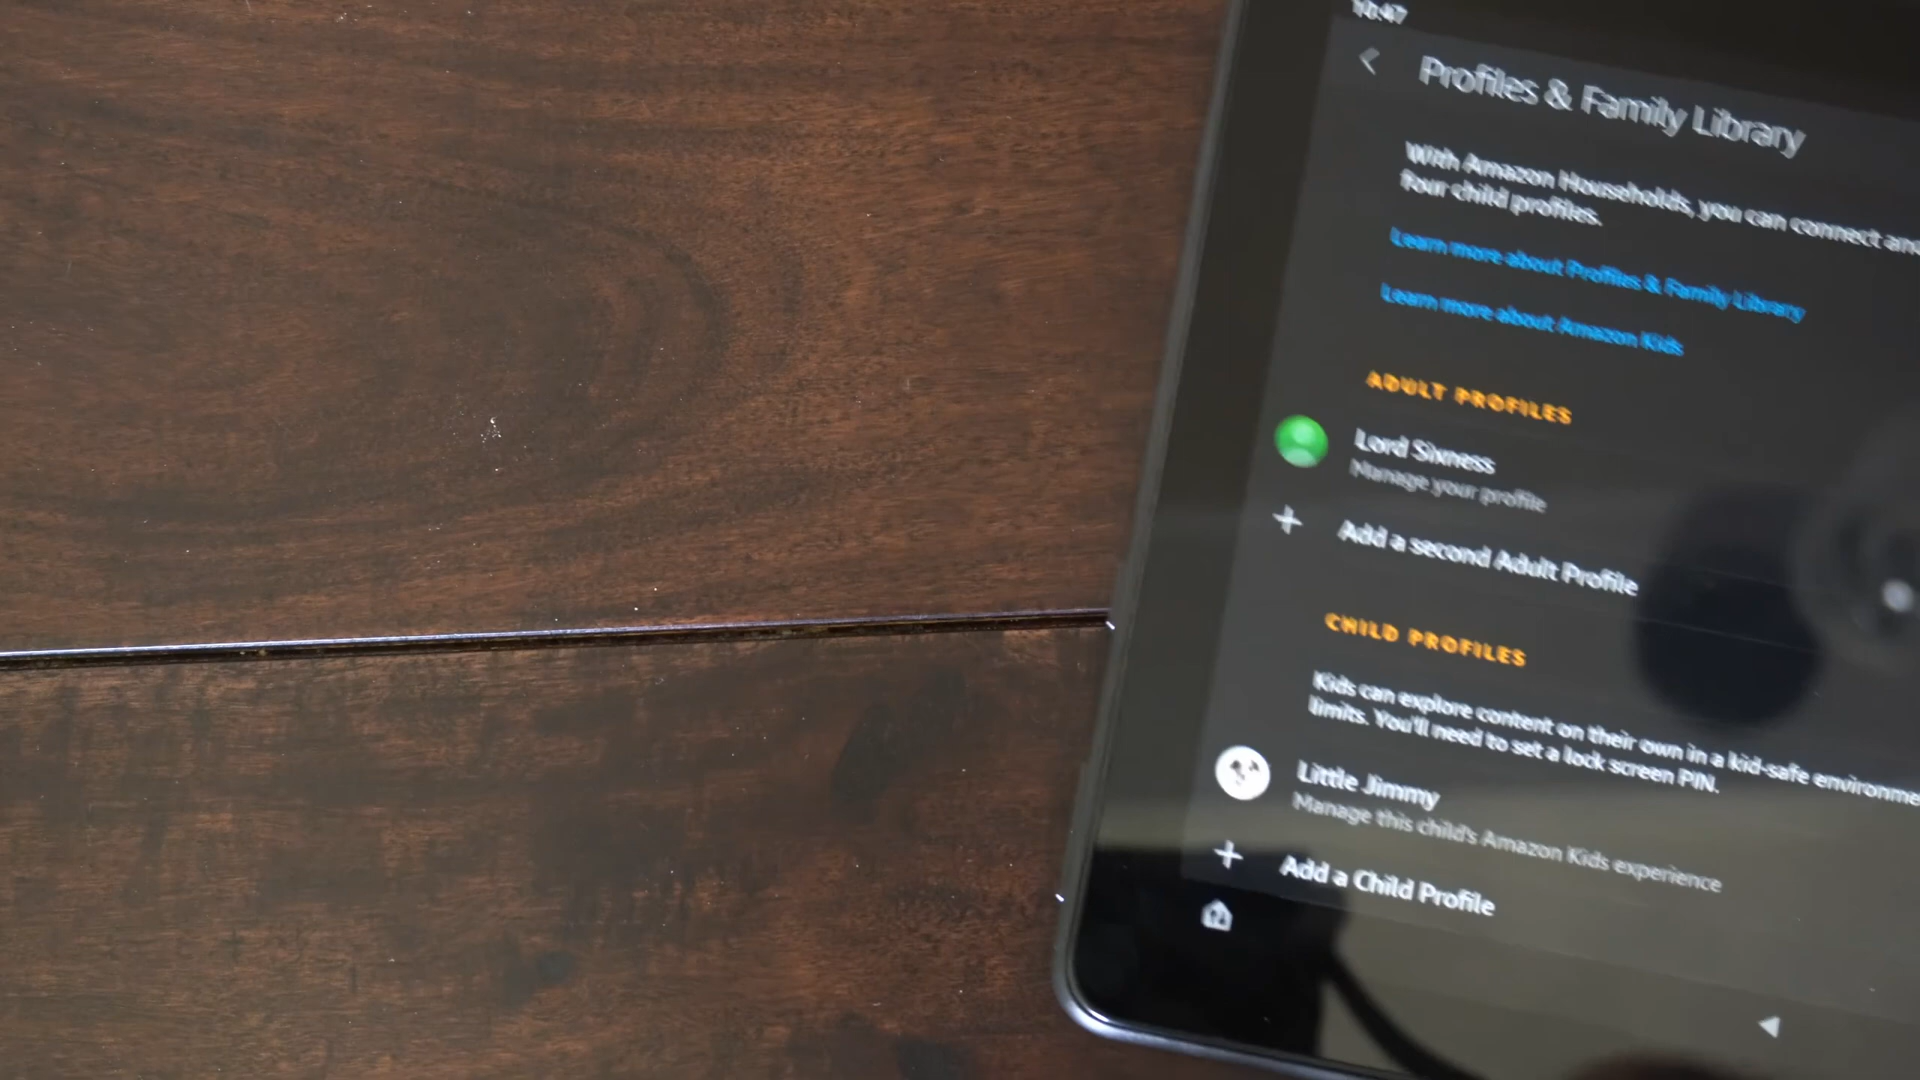 10:47
Profiles & Family Library
With Amazon Households, you can connect and
four child profiles.
Learn more about Profiles & Family Library
Learn more about Amazon Kids
ADULT PROFILES
Lord Sixness
Manage your profile
Add a second Adult Profile
CHILD PROFILES
Kids can explore content on their own in a kid-safe environme
limits. You'll need to set a lock screen PIN.
Little Jimmy
Manage this child's Amazon Kids experience
Add a Child Profile